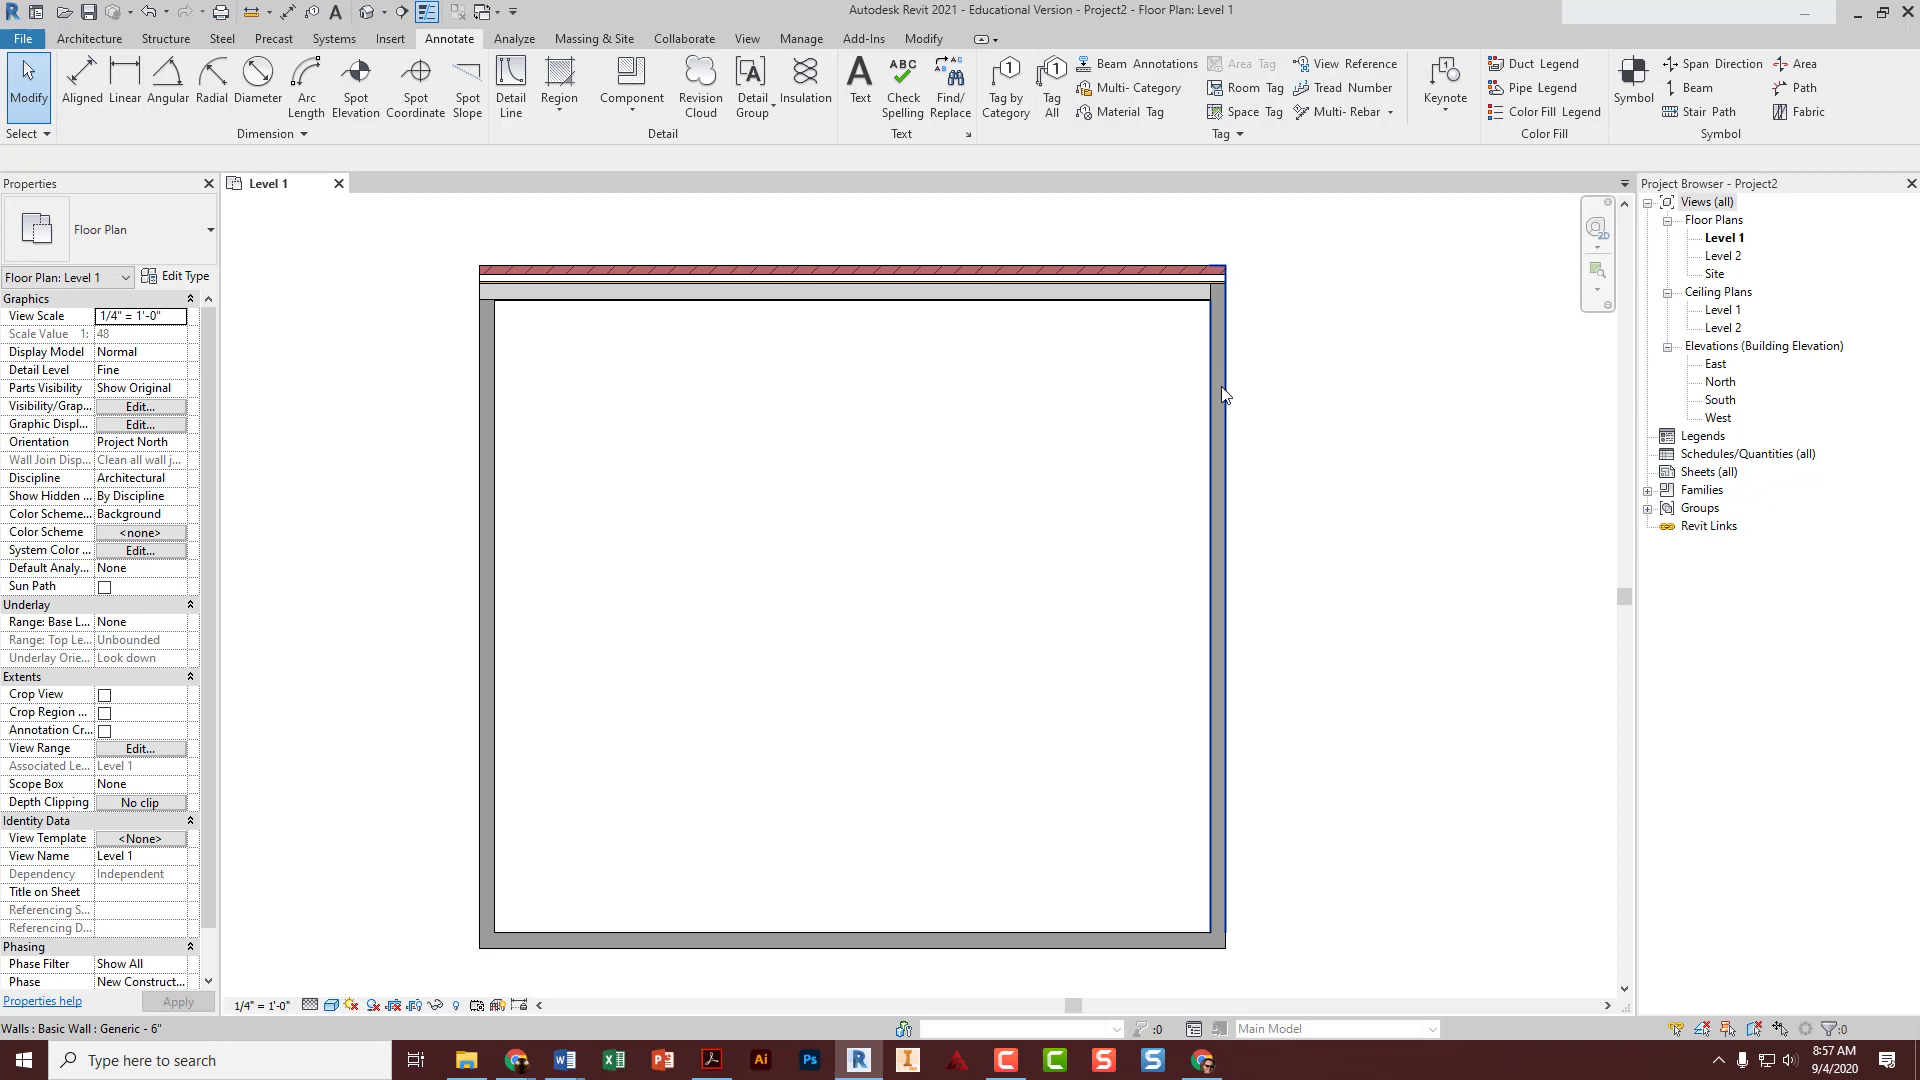 Autodesk Revit 2021 - Educational Version - Project2 - Floor Plan: Level 1
File Architecture Structure Steel Precast Systems Insert Annotate Analyze Massing & Site Collaborate View Manage Add-Ins Modify
Modify Aligned Linear Angular Radial Diameter Arc Length Spot Elevation Spot Coordinate Spot Slope Detail Line Region Component Revision Cloud Detail Group Insulation Text ABC Check Spelling Find/ Replace Tag by Category Tag All
Beam Annotations Area Tag View Reference
Multi- Category Room Tag Tread Number
Material Tag Space Tag Multi- Rebar
Keynote
Duct Legend
Pipe Legend
Color Fill Legend
Symbol
Span Direction Area
Beam Path
Stair Path Fabric
Select Dimension Detail Text Tag Color Fill Symbol
Properties
Floor Plan
Floor Plan: Level 1 Edit Type
Graphics
View Scale 1/4" = 1'-0"
Scale Value 1: 48
Display Model Normal
Detail Level Fine
Parts Visibility Show Original
Visibility/Grap... Edit...
Graphic Displ... Edit...
Orientation Project North
Wall Join Disp... Clean all wall j...
Discipline Architectural
Show Hidden ... By Discipline
Color Scheme... Background
Color Scheme <none>
System Color ... Edit...
Default Analy... None
Sun Path
Underlay
Range: Base L... None
Range: Top Le... Unbounded
Underlay Orie... Look down
Extents
Crop View
Crop Region ...
Annotation Cr...
View Range Edit...
Associated Le... Level 1
Scope Box None
Depth Clipping No clip
Identity Data
View Template <None>
View Name Level 1
Dependency Independent
Title on Sheet
Referencing S...
Referencing D...
Phasing
Phase Filter Show All
Phase New Construct...
Properties help Apply
Level 1
2D
1/4" = 1'-0"
Project Browser - Project2
Views (all)
Floor Plans
Level 1
Level 2
Site
Ceiling Plans
Level 1
Level 2
Elevations (Building Elevation)
East
North
South
West
Legends
Schedules/Quantities (all)
Sheets (all)
Families
Groups
Revit Links
Walls : Basic Wall : Generic - 6" :0 Main Model :0
Type here to search
8:57 AM
9/4/2020